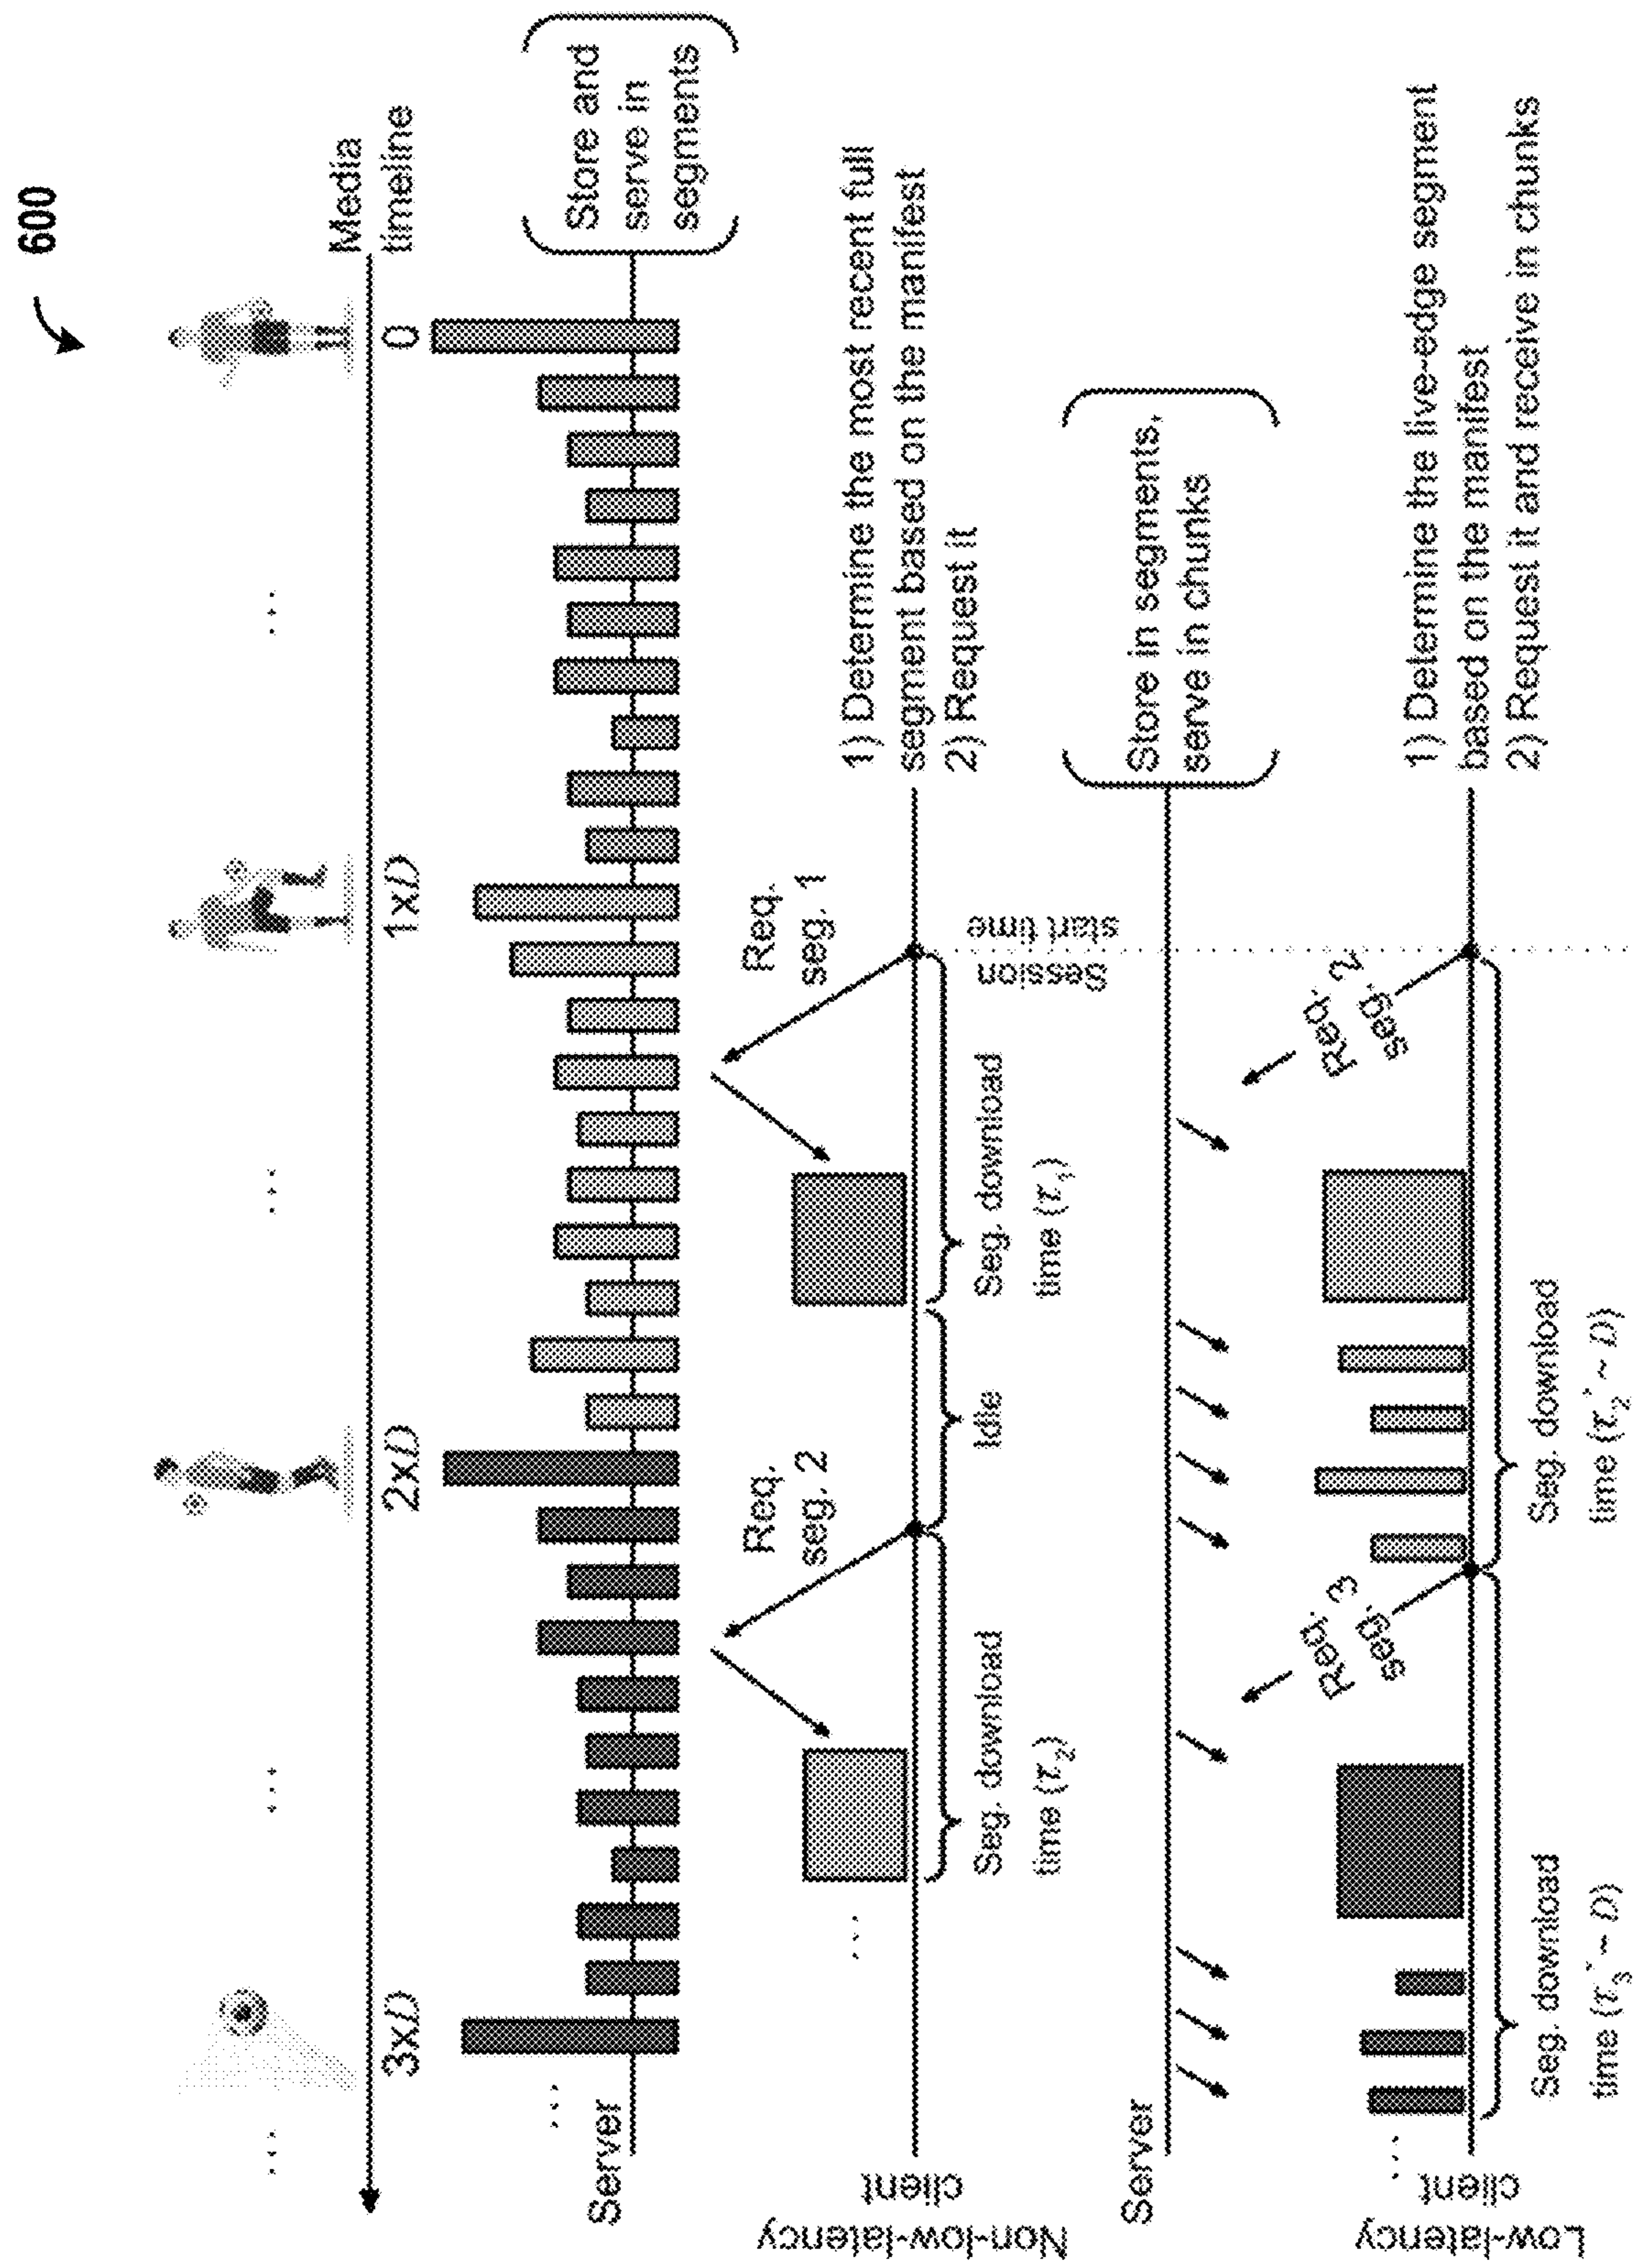 600
Media
timeline
0
1xD
2xD
3xD
...
...
...
...
Store and
serve in
segments
Server
...
Req.
seg. 1
Req.
seg. 2
1) Determine the most recent full
segment based on the manifest
2) Request it
Non-low-latency
client
...
Seg. download
time (τ₁)
Idle
Seg. download
time (τ₂)
Session
start time
Store in segments,
serve in chunks
Server
Req.
seg. 2
Req.
seg. 3
1) Determine the live-edge segment
based on the manifest
2) Request it and receive in chunks
Low-latency
client
...
Seg. download
time (τ₂' ~ D)
Seg. download
time (τ₃' ~ D)